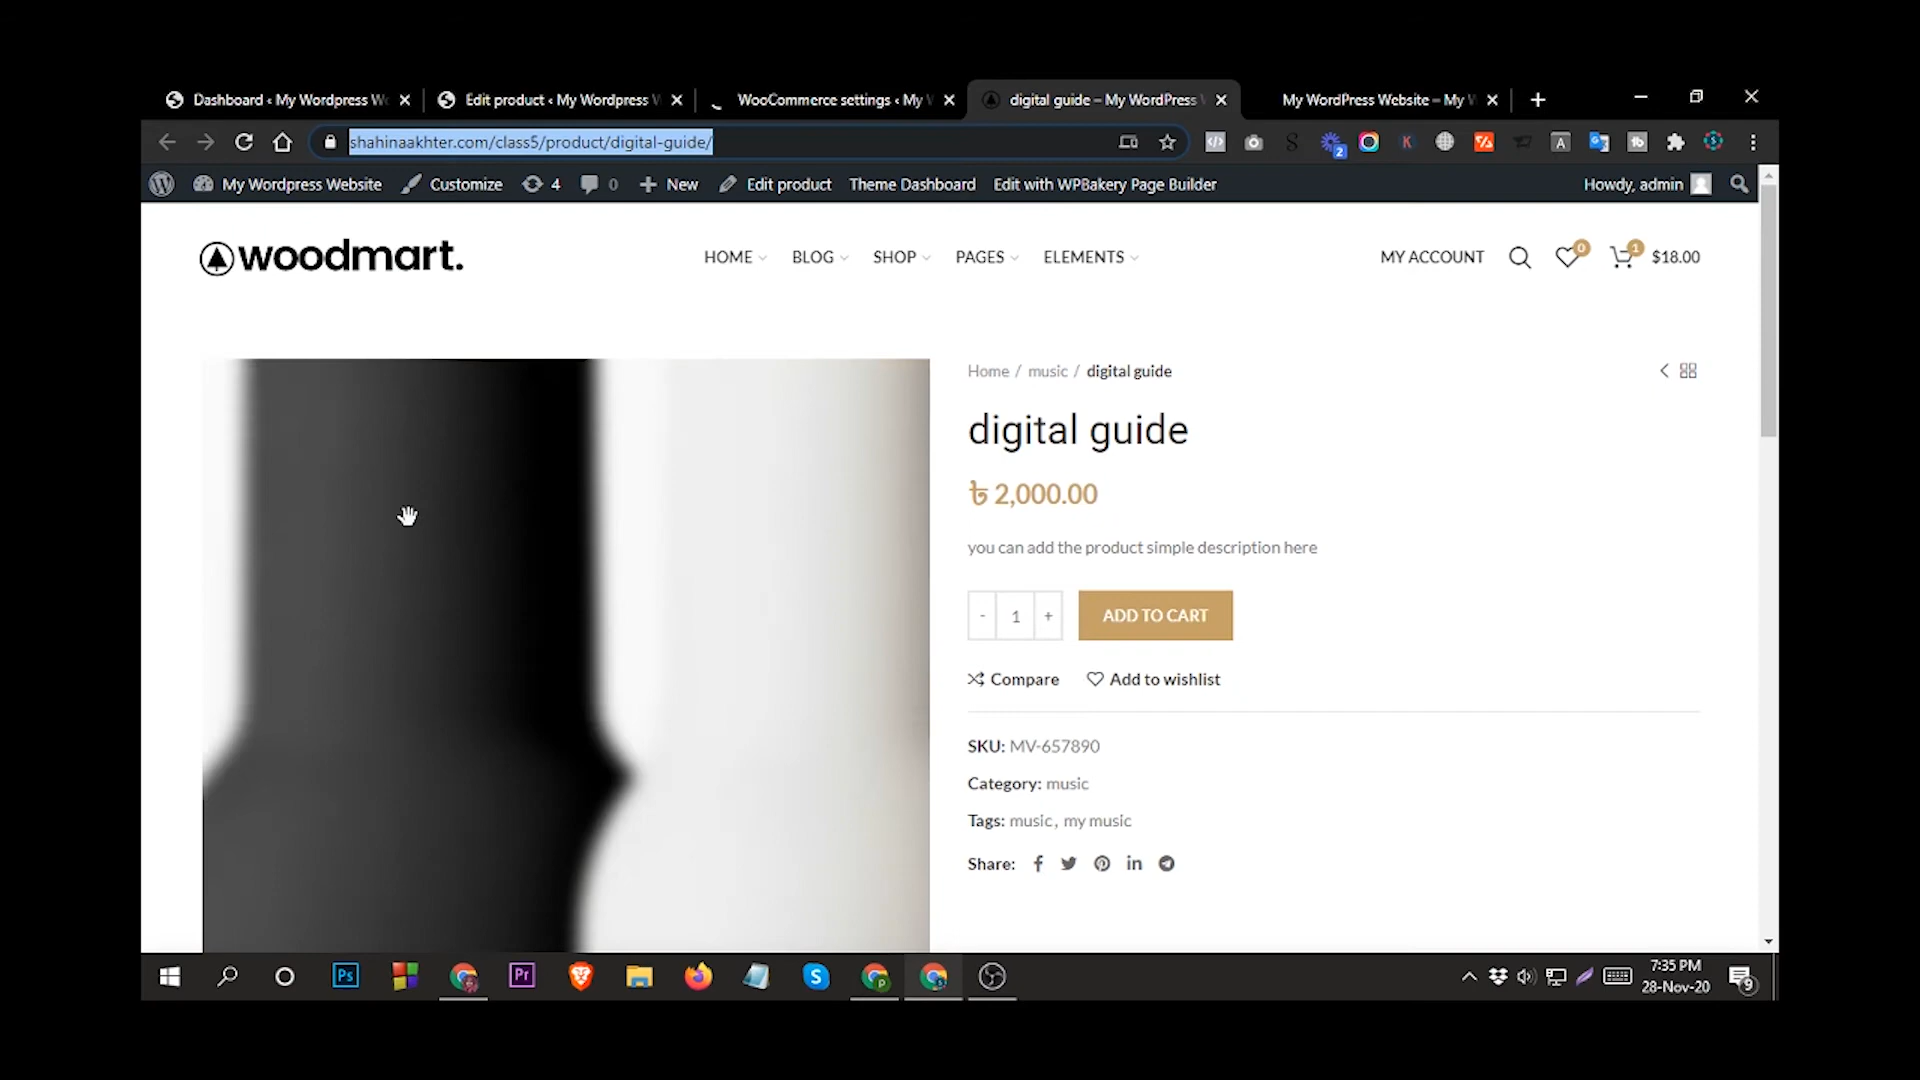 Dashboard ‹ My Wordpress We
Edit product ‹ My Wordpress W
WooCommerce settings ‹ My W
digital guide – My WordPress
My WordPress Website – My W
shahinaakhter.com/class5/product/digital-guide/
My Wordpress Website
Customize
4
0
New
Edit product
Theme Dashboard
Edit with WPBakery Page Builder
Howdy, admin
woodmart.
HOME
BLOG
SHOP
PAGES
ELEMENTS
MY ACCOUNT
0
1
$18.00
Home / music / digital guide
digital guide
৳ 2,000.00
you can add the product simple description here
- 1 +
ADD TO CART
Compare
Add to wishlist
SKU: MV-657890
Category: music
Tags: music, my music
Share:
Ps
Pr
7:35 PM
28-Nov-20
9